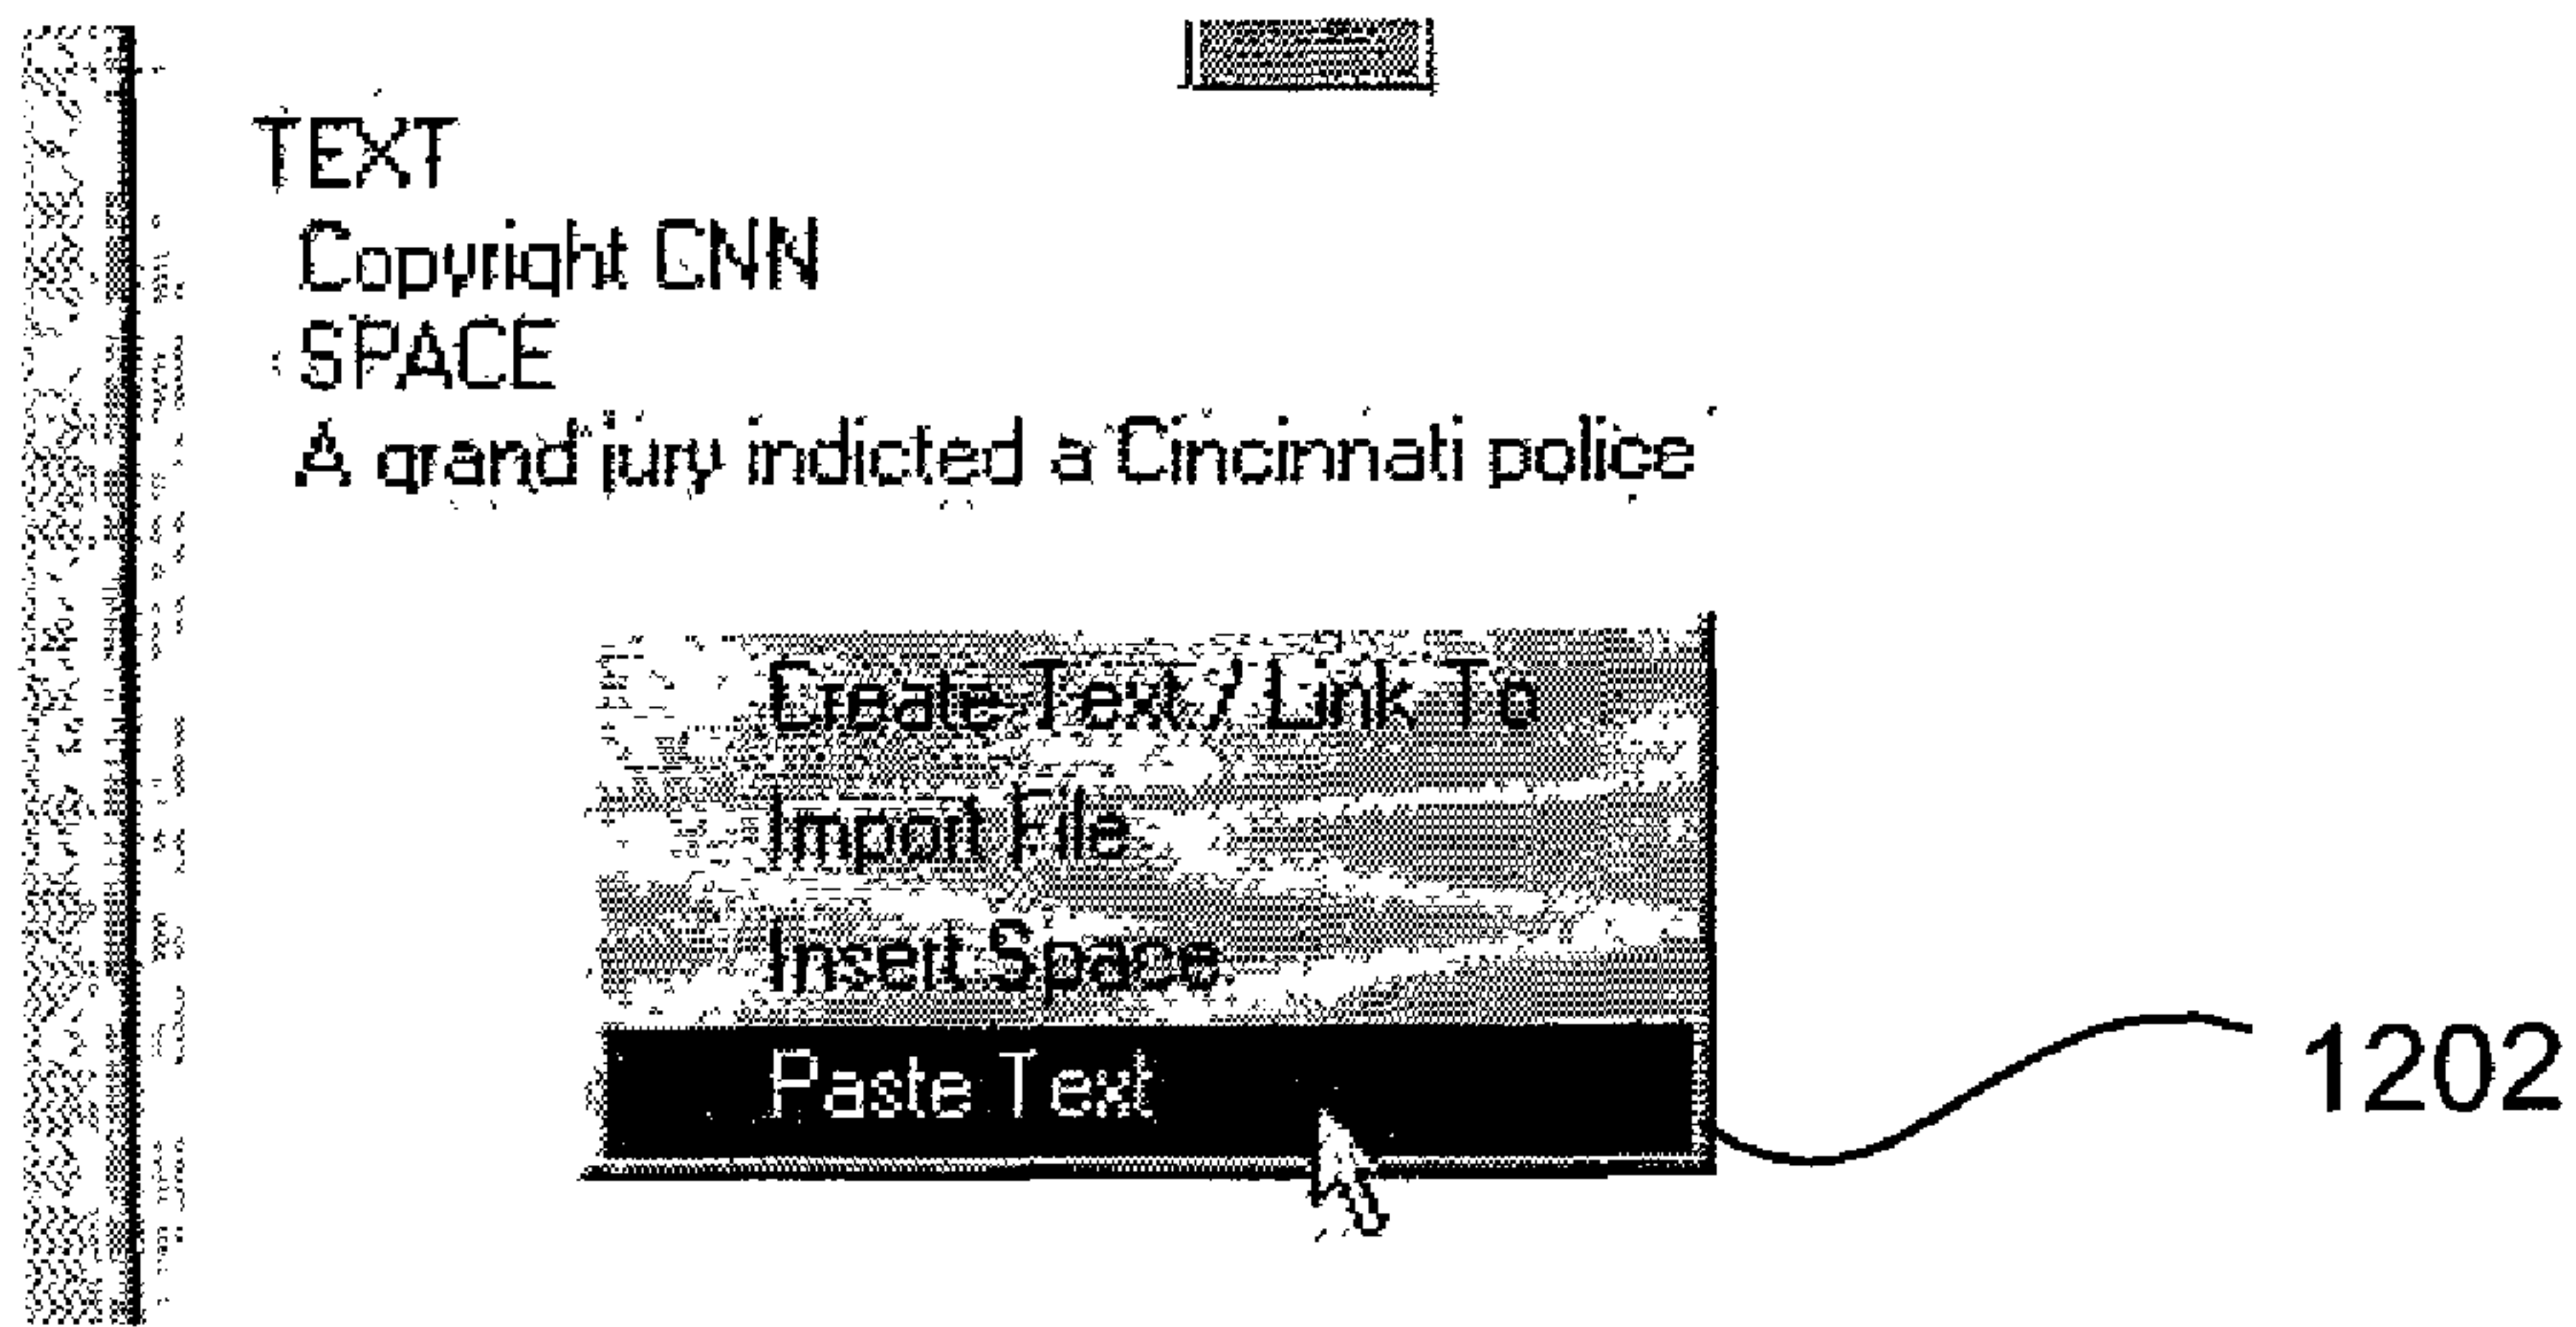 TEXT
Copyright CNN
SPACE
A grand jury indicted a Cincinnati police
Create Text / Link To
Import File
Insert Space
Paste Text
1202